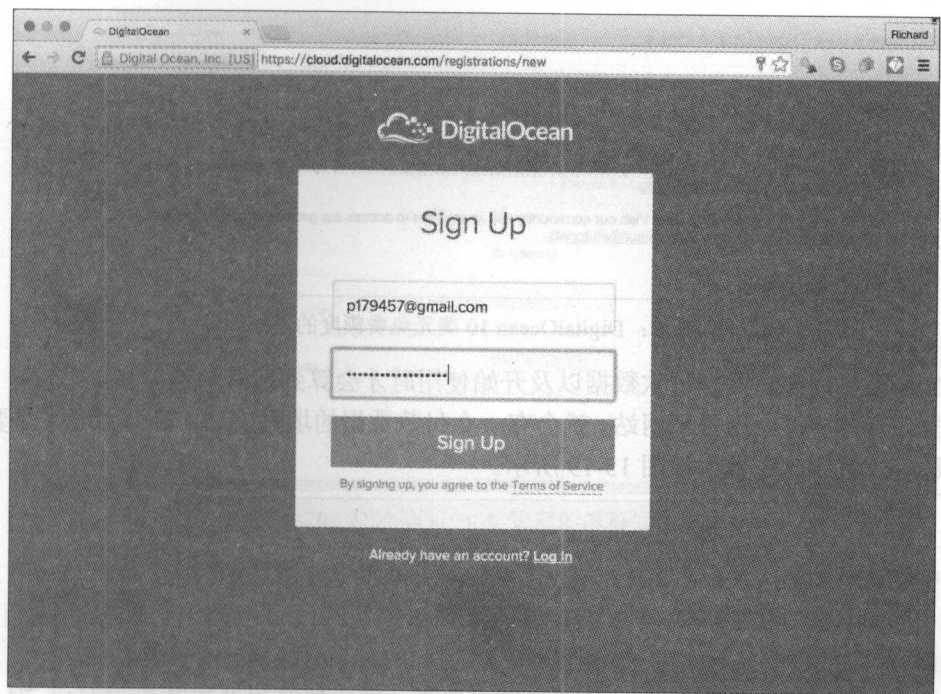 DigitalOcean
Richard
Digital Ocean, Inc. [US] https://cloud.digitalocean.com/registrations/new
DigitalOcean
Sign Up
p179457@gmail.com
Sign Up
By signing up, you agree to the Terms of Service
Already have an account? Log In